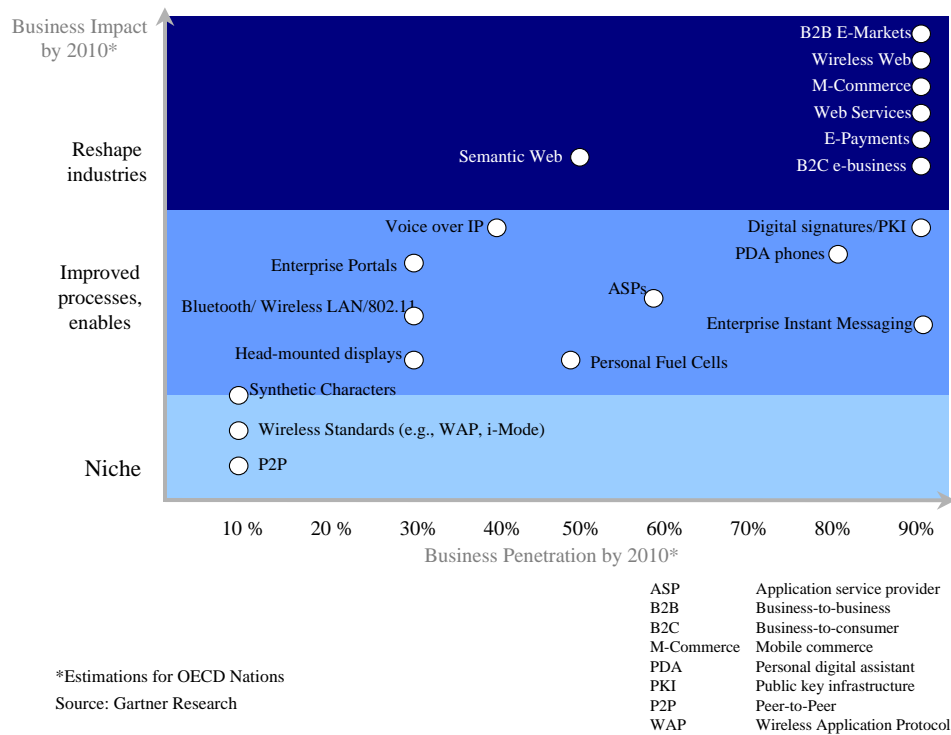 Business Impact
by 2010*
B2B E-Markets
Wireless Web
M-Commerce
Web Services
E-Payments
B2C e-business
Semantic Web
Reshape
industries
Voice over IP
Digital signatures/PKI
PDA phones
Enterprise Portals
Improved
processes,
enables
ASPs
Bluetooth/ Wireless LAN/802.11
Enterprise Instant Messaging
Head-mounted displays
Personal Fuel Cells
Synthetic Characters
Wireless Standards (e.g., WAP, i-Mode)
Niche
P2P
10 % 20 % 30% 40% 50% 60% 70% 80% 90%
Business Penetration by 2010*
ASP Application service provider
B2B Business-to-business
B2C Business-to-consumer
M-Commerce Mobile commerce
PDA Personal digital assistant
PKI Public key infrastructure
P2P Peer-to-Peer
WAP Wireless Application Protocol
*Estimations for OECD Nations
Source: Gartner Research